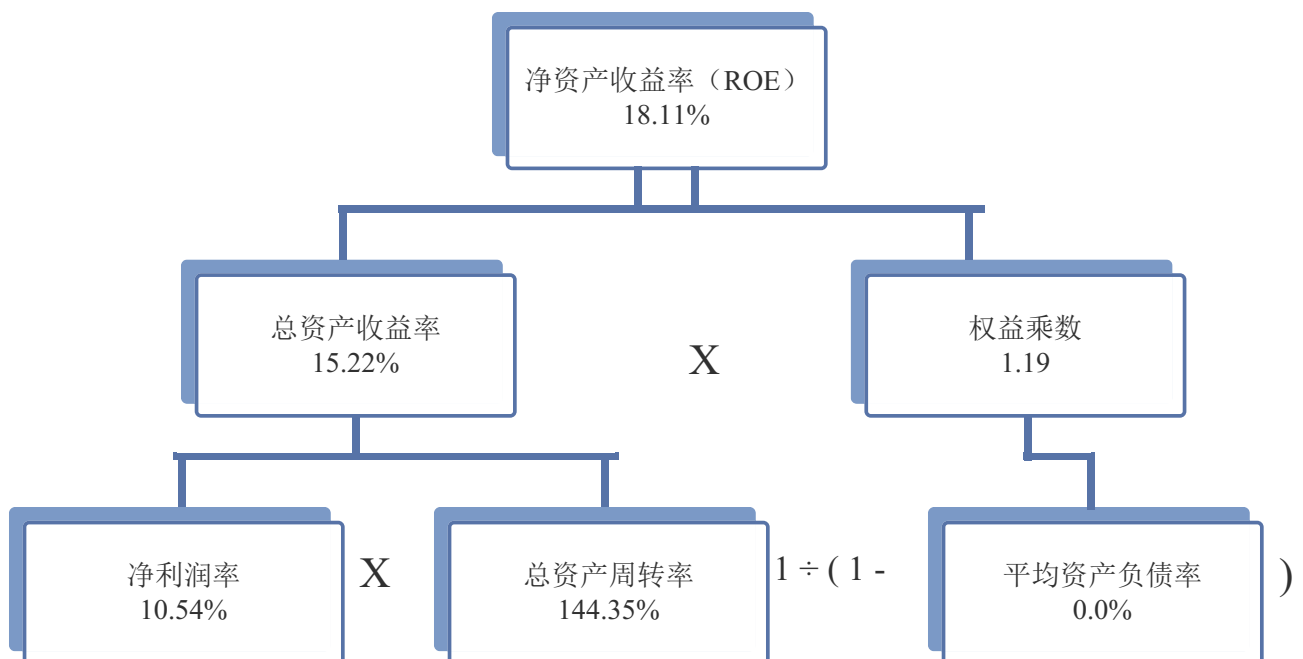 净资产收益率（ROE）
18.11%
总资产收益率
15.22%
X
权益乘数
1.19
净利润率
10.54%
X
总资产周转率
144.35%
1 ÷ ( 1 -
平均资产负债率
0.0%
)